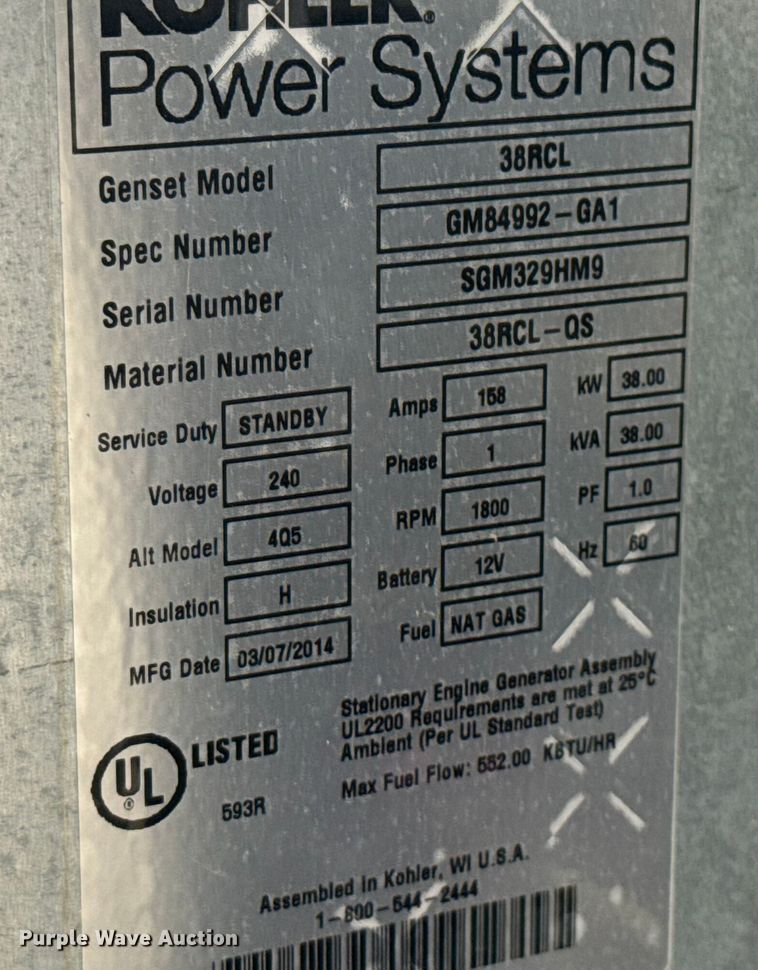 KOHLER®
Power Systems
Genset Model 38RCL
Spec Number GM84992-GA1
Serial Number SGM329HM9
Material Number 38RCL-QS
Service Duty STANDBY Amps 158 kW 38.00
Voltage 240 Phase 1 kVA 38.00
Alt Model 4Q5 RPM 1800 PF 1.0
Insulation H Battery 12V Hz 60
MFG Date 03/07/2014 Fuel NAT GAS
Stationary Engine Generator Assembly
UL2200 Requirements are met at 25°C
Ambient (Per UL Standard Test)
Max Fuel Flow: 552.00 KBTU/HR
UL® LISTED
593R
Assembled in Kohler, WI U.S.A.
1-800-544-2444
Purple Wave Auction